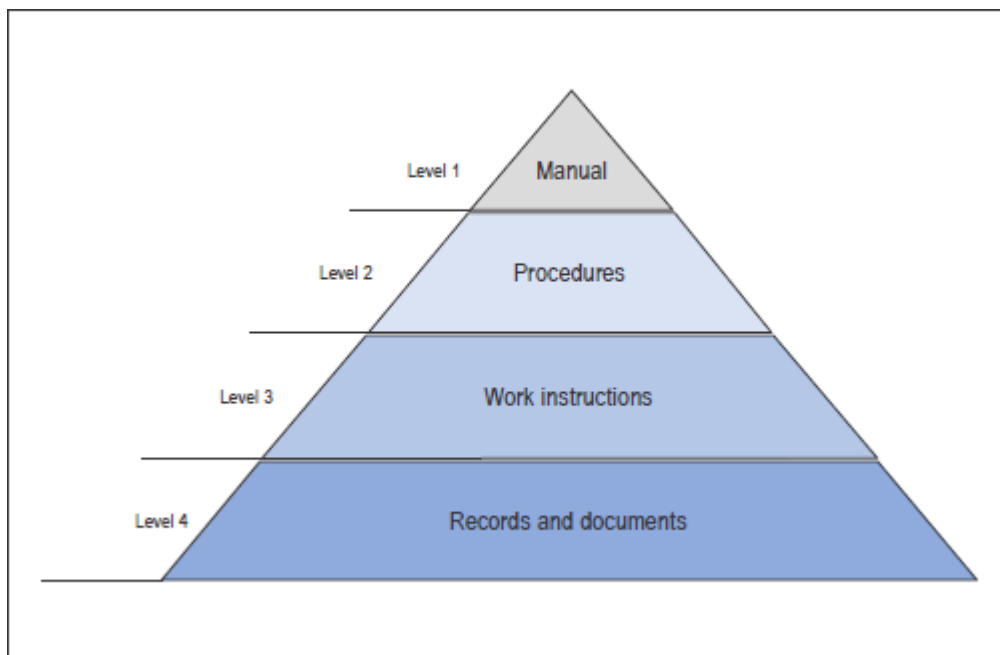 Level 1
Manual
Level 2
Procedures
Level 3
Work instructions
Level 4
Records and documents